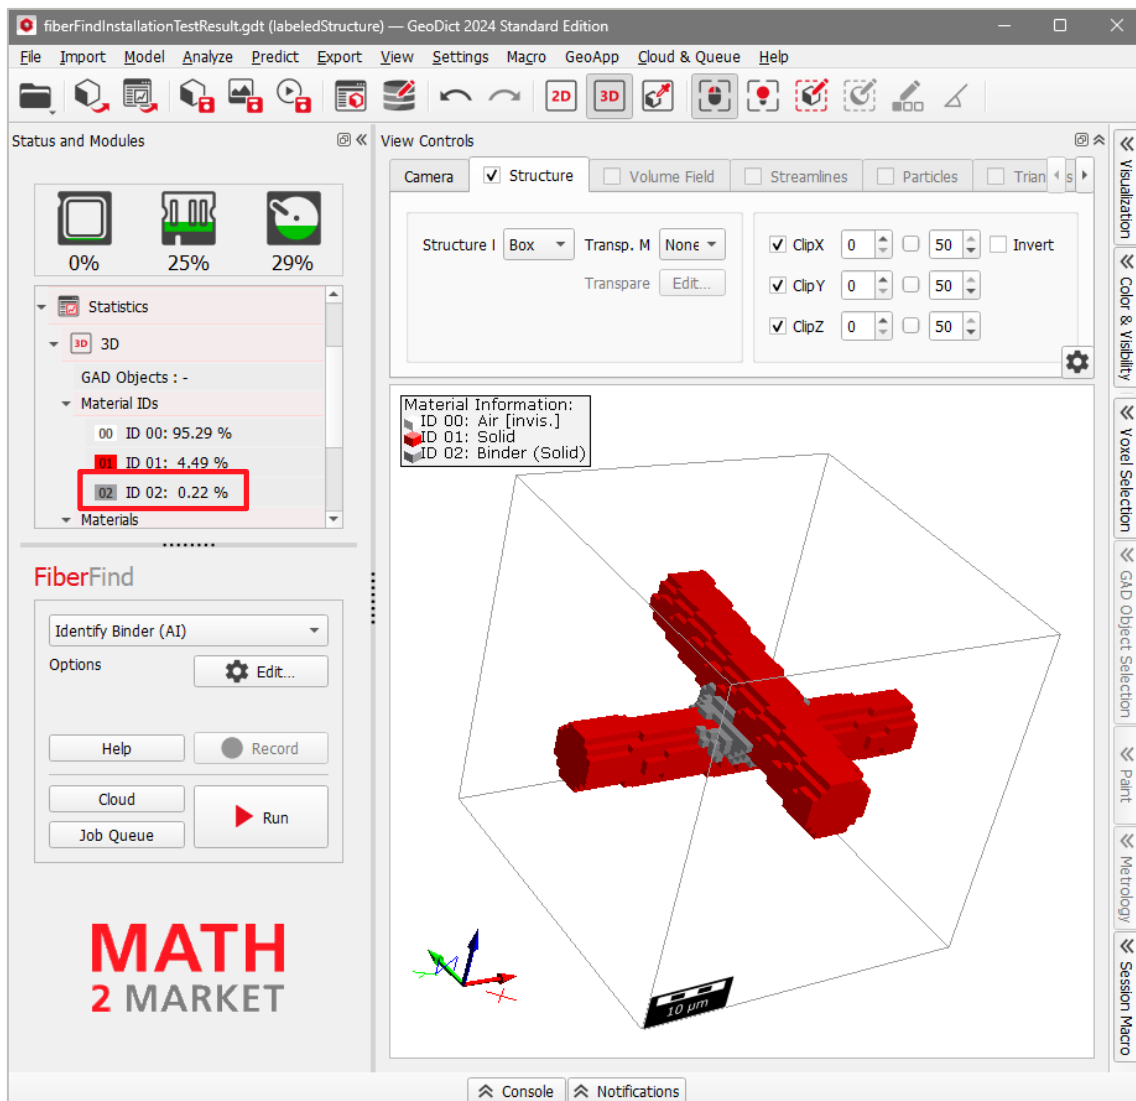 fiberFindInstallationTestResult.gdt (labeledStructure) — GeoDict 2024 Standard Edition
File Import Model Analyze Predict Export View Settings Macro GeoApp Cloud & Queue Help
2D 3D
Status and Modules
0% 25% 29%
Statistics
3D 3D
GAD Objects : -
Material IDs
00 ID 00: 95.29 %
01 ID 01: 4.49 %
02 ID 02: 0.22 %
Materials
FiberFind
Identify Binder (AI)
Options Edit...
Help Record
Cloud
Job Queue
Run
MATH
2 MARKET
View Controls
Camera Structure Volume Field Streamlines Particles Trian s
Structure I Box Transp. M None
Transpare Edit...
ClipX 0 50 Invert
ClipY 0 50
ClipZ 0 50
Material Information:
ID 00: Air [invis.]
ID 01: Solid
ID 02: Binder (Solid)
X
10 µm
Visualization
Color & Visibility
Voxel Selection
GAD Object Selection
Paint
Metrology
Session Macro
Console Notifications